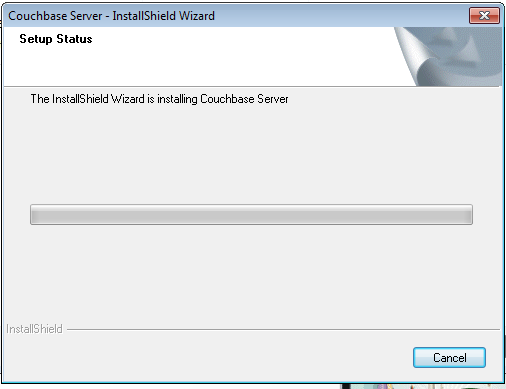 Couchbase Server - InstallShield Wizard
Setup Status
The InstallShield Wizard is installing Couchbase Server
InstallShield
Cancel